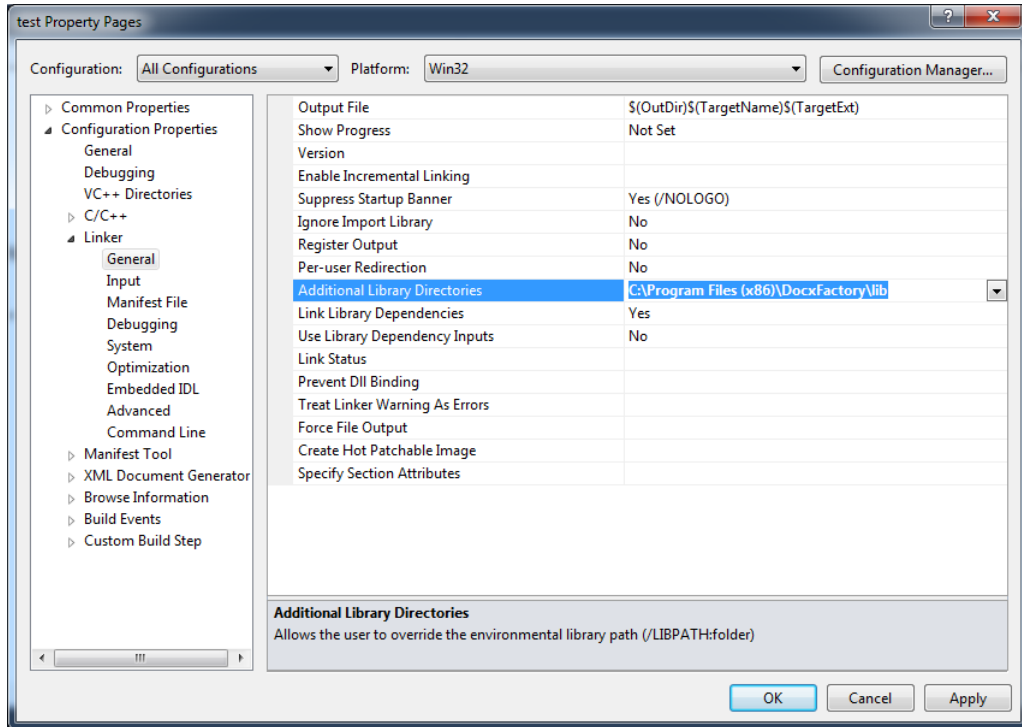 test Property Pages
Configuration: All Configurations Platform: Win32 Configuration Manager...
Common Properties
Configuration Properties
General
Debugging
VC++ Directories
C/C++
Linker
General
Input
Manifest File
Debugging
System
Optimization
Embedded IDL
Advanced
Command Line
Manifest Tool
XML Document Generator
Browse Information
Build Events
Custom Build Step
Output File $(OutDir)$(TargetName)$(TargetExt)
Show Progress Not Set
Version
Enable Incremental Linking
Suppress Startup Banner Yes (/NOLOGO)
Ignore Import Library No
Register Output No
Per-user Redirection No
Additional Library Directories C:\Program Files (x86)\DocxFactory\lib
Link Library Dependencies Yes
Use Library Dependency Inputs No
Link Status
Prevent Dll Binding
Treat Linker Warning As Errors
Force File Output
Create Hot Patchable Image
Specify Section Attributes
Additional Library Directories
Allows the user to override the environmental library path (/LIBPATH:folder)
OK Cancel Apply